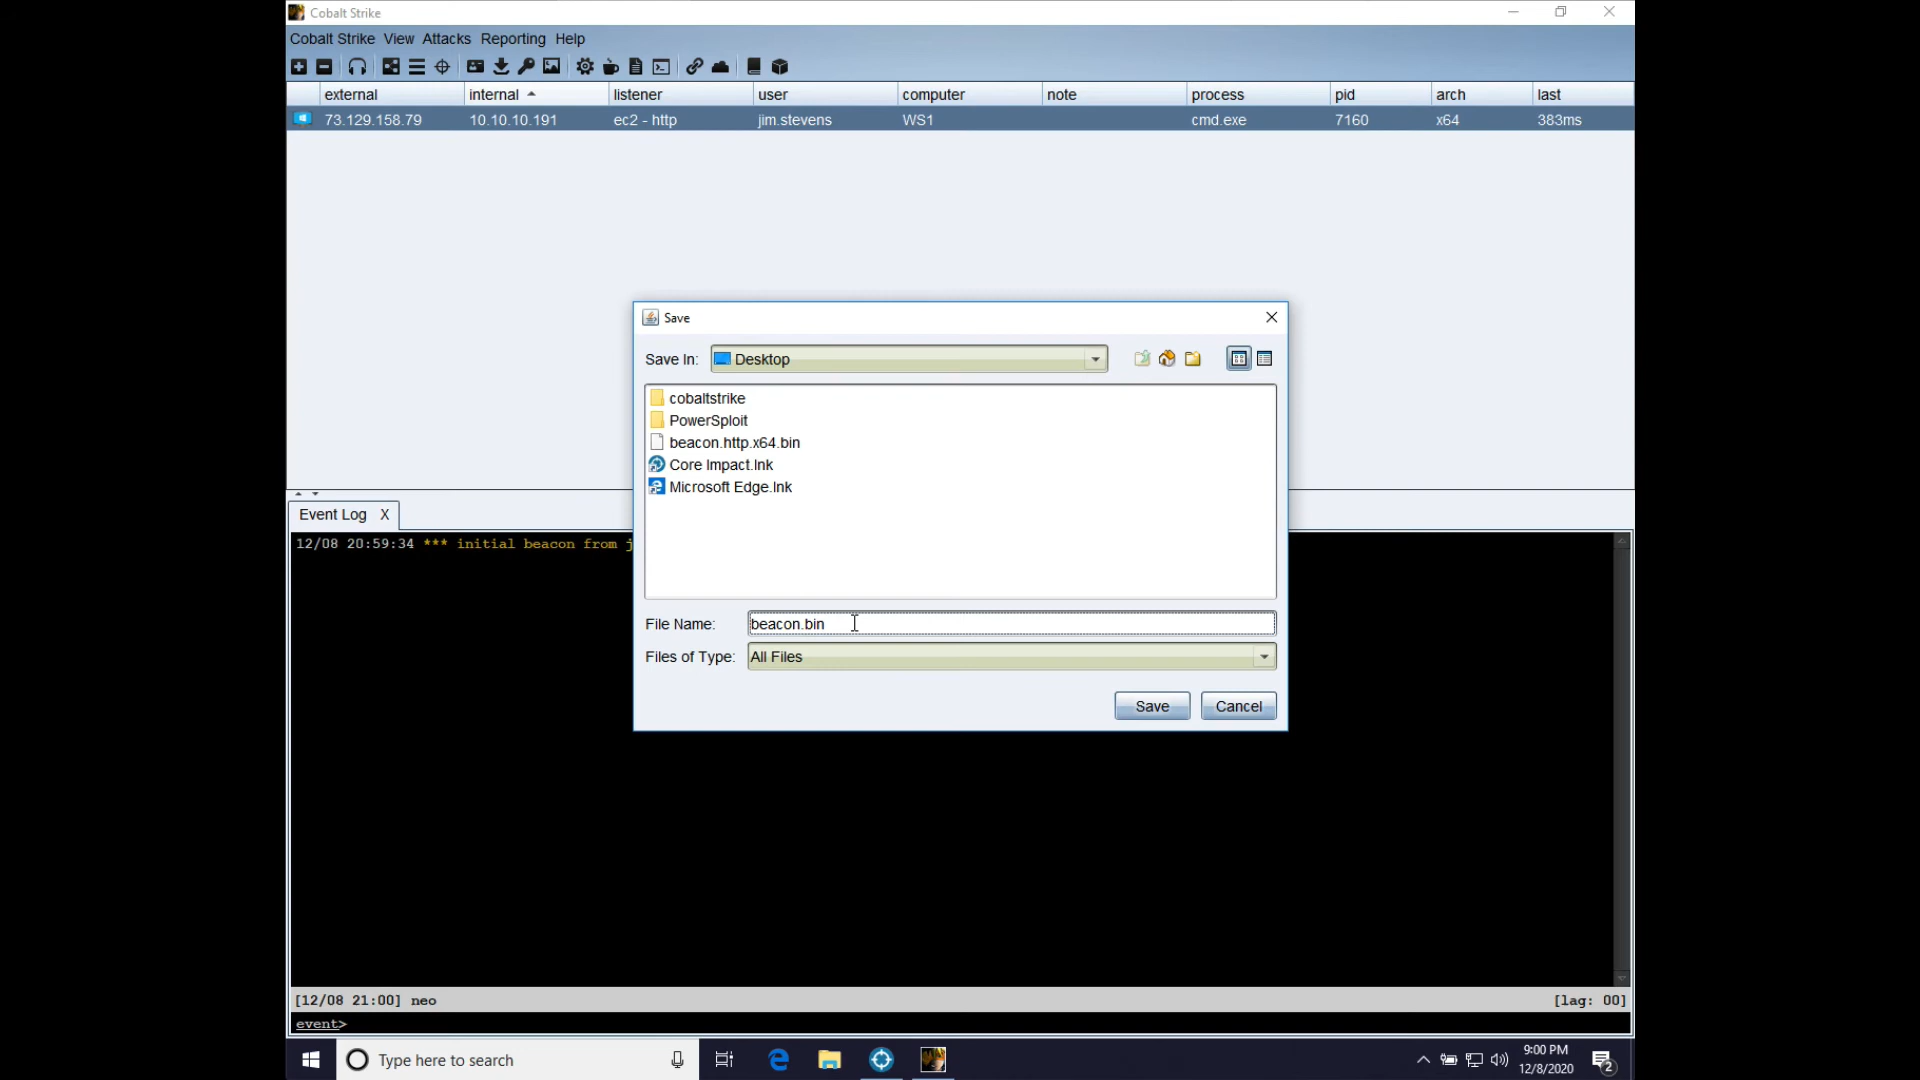 Cobalt Strike
Cobalt Strike View Attacks Reporting Help
external internal listener user computer note process pid arch last
73.129.158.79 10.10.10.191 ec2 - http jim.stevens WS1 cmd.exe 7160 x64 383ms
Save
Save In: Desktop
cobaltstrike
PowerSploit
beacon.http.x64.bin
Core Impact.lnk
Microsoft Edge.lnk
File Name: beacon.bin
Files of Type: All Files
Save Cancel
Event Log X
12/08 20:59:34 *** initial beacon from j
[12/08 21:00] neo [lag: 00]
event>
Type here to search
9:00 PM
12/8/2020
2